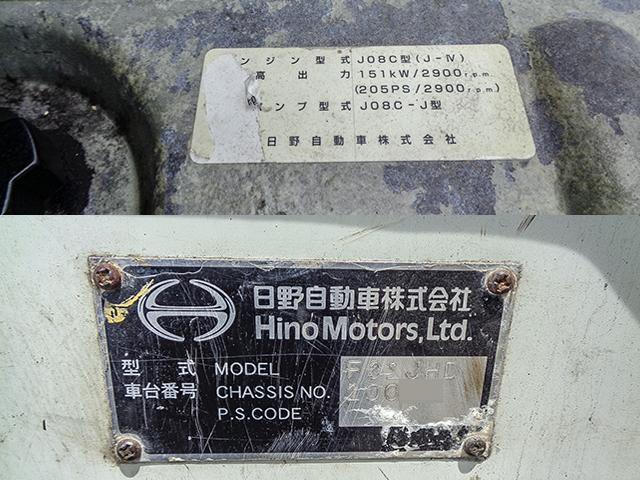 ンジン型式 J08C型(J-Ⅳ)
高出力 151kW/2900r.p.m.
(205PS/2900r.p.m.)
ンプ型式 J08C-J型
日野自動車株式会社
日野自動車株式会社
Hino Motors, Ltd.
型式 MODEL
車台番号 CHASSIS NO. 100
P.S.CODE